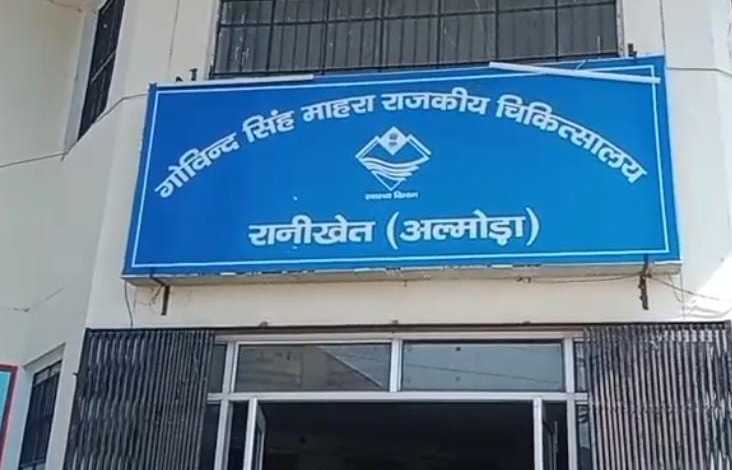 गोविन्द सिंह माहरा राजकीय चिकित्सालय
स्वास्थ्य विभाग
रानीखेत (अल्मोड़ा)